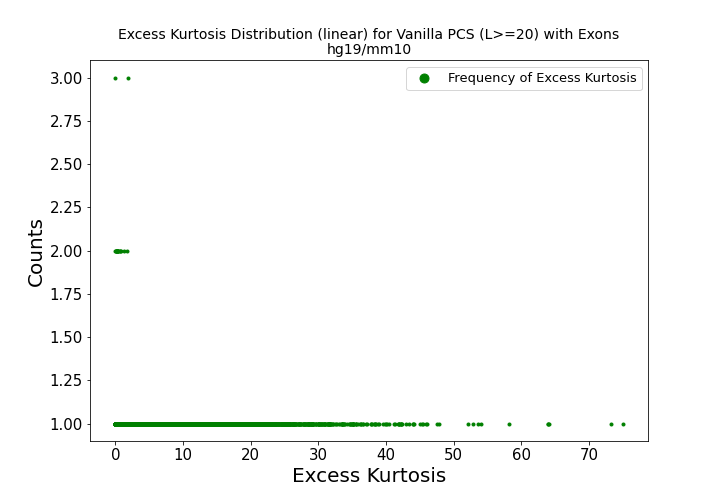 Excess Kurtosis Distribution (linear) for Vanilla PCS (L>=20) with Exons
hg19/mm10
Frequency of Excess Kurtosis
Counts
3.00
2.75
2.50
2.25
2.00
1.75
1.50
1.25
1.00
0 10 20 30 40 50 60 70
Excess Kurtosis